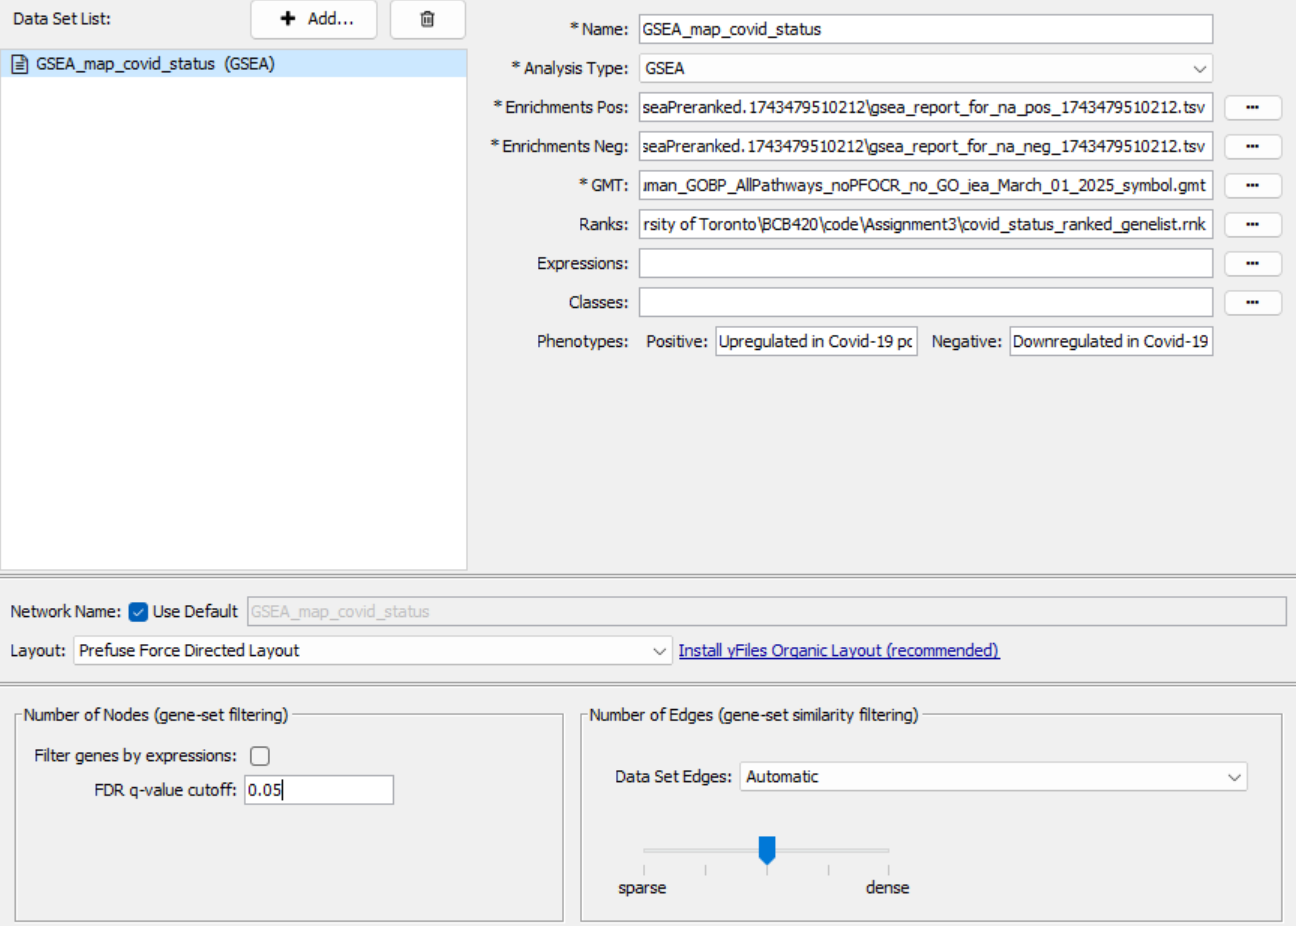 Data Set List:
+ Add...
GSEA_map_covid_status (GSEA)
* Name: GSEA_map_covid_status
* Analysis Type: GSEA
* Enrichments Pos: seaPreranked.1743479510212\gsea_report_for_na_pos_1743479510212.tsv ...
* Enrichments Neg: seaPreranked.1743479510212\gsea_report_for_na_neg_1743479510212.tsv ...
* GMT: uman_GOBP_AllPathways_noPFOCR_no_GO_iea_March_01_2025_symbol.gmt ...
Ranks: rsity of Toronto\BCB420\code\Assignment3\covid_status_ranked_genelist.rnk ...
Expressions: ...
Classes: ...
Phenotypes: Positive: Upregulated in Covid-19 pc Negative: Downregulated in Covid-19
Network Name: Use Default GSEA_map_covid_status
Layout: Prefuse Force Directed Layout Install yFiles Organic Layout (recommended)
Number of Nodes (gene-set filtering)
Filter genes by expressions:
FDR q-value cutoff: 0.05
Number of Edges (gene-set similarity filtering)
Data Set Edges: Automatic
sparse dense